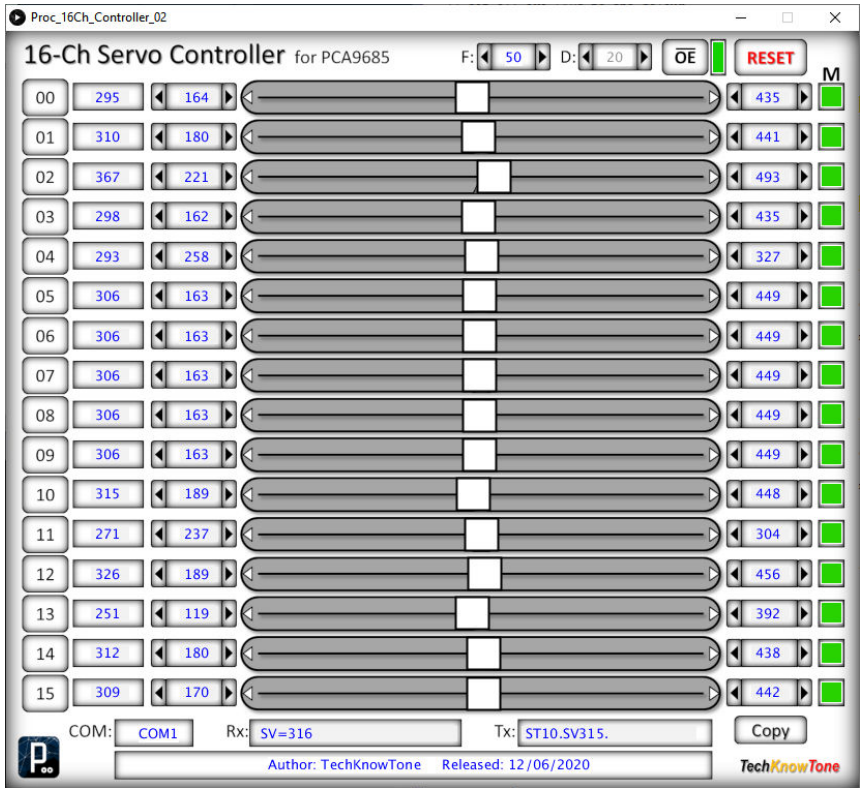 Proc_16Ch_Controller_02
16-Ch Servo Controller for PCA9685 F: 50 D: 20 OE RESET
M
00 295 164 435
01 310 180 441
02 367 221 493
03 298 162 435
04 293 258 327
05 306 163 449
06 306 163 449
07 306 163 449
08 306 163 449
09 306 163 449
10 315 189 448
11 271 237 304
12 326 189 456
13 251 119 392
14 312 180 438
15 309 170 442
COM: COM1 Rx: SV=316 Tx: ST10.SV315. Copy
P Author: TechKnowTone Released: 12/06/2020 TechKnowTone